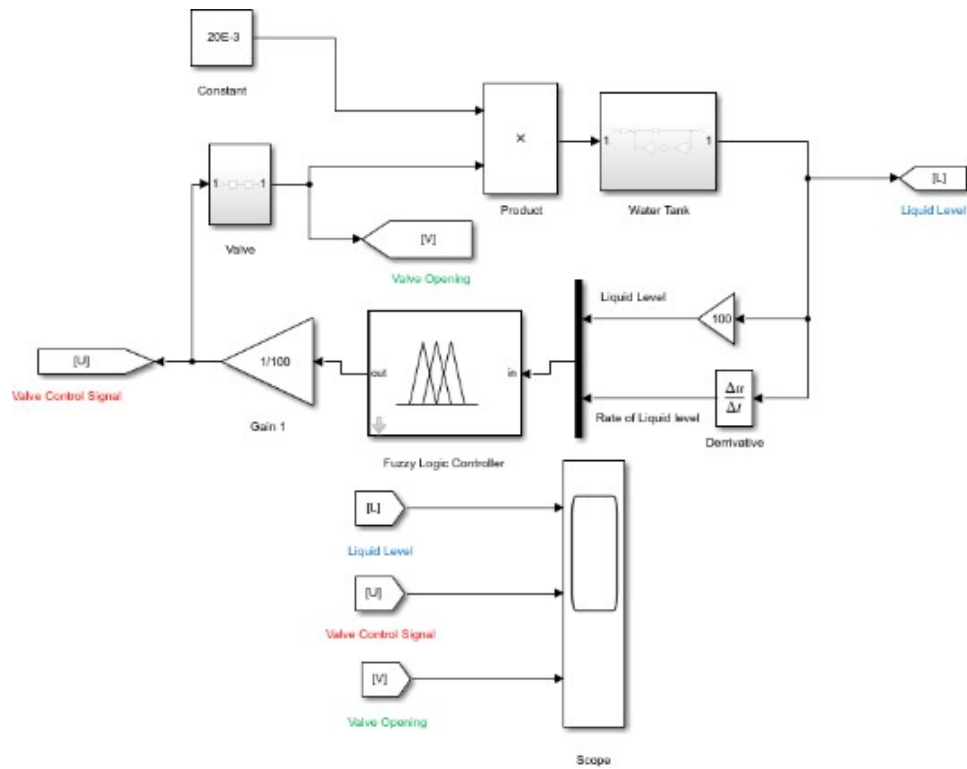 20E-3
Constant
×
Product
1 1
Water Tank
[L]
Liquid Level
1 1
Valve
[V]
Valve Opening
Liquid Level
100
[U]
Valve Control Signal
1/100
Gain 1
out
in
Fuzzy Logic Controller
Δu
Δt
Rate of Liquid level
Derrivative
[L]
Liquid Level
[U]
Valve Control Signal
[V]
Valve Opening
Scope